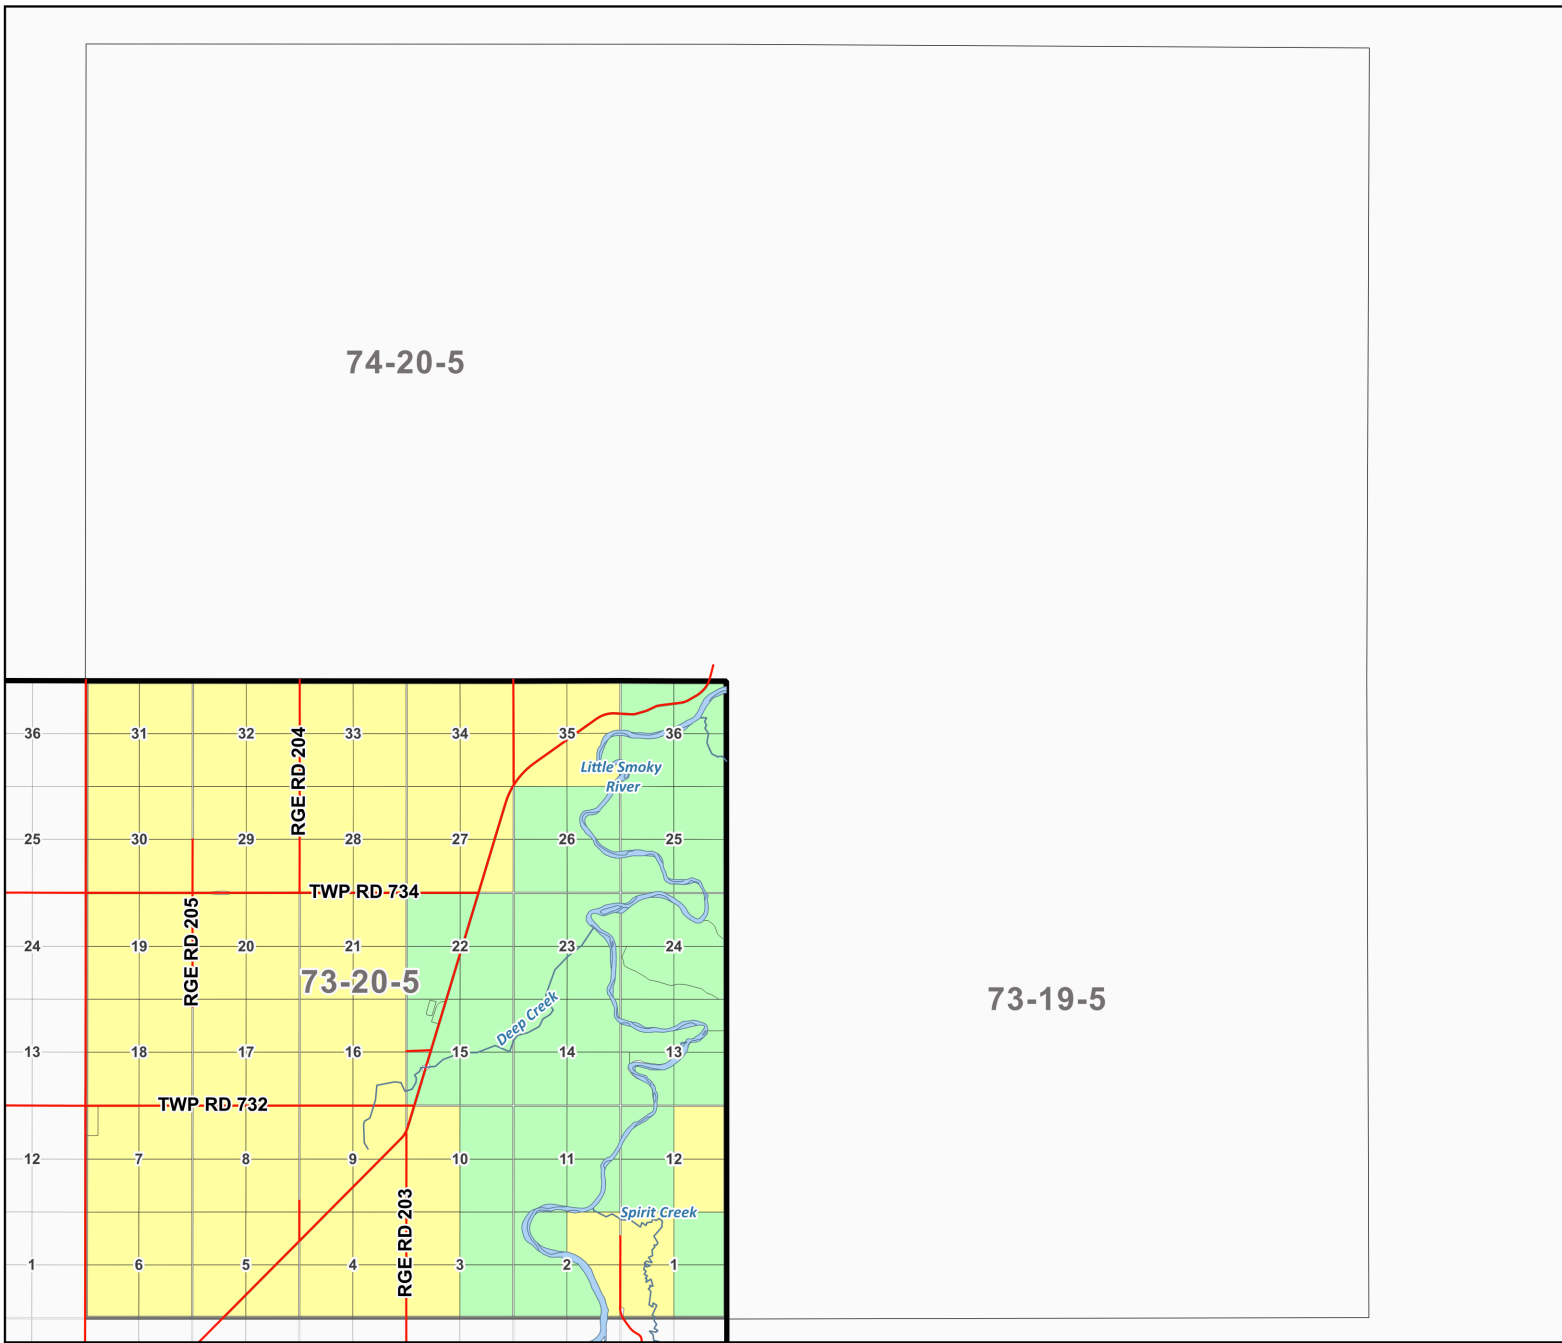 74-20-5
36 31 32 33 34 35 36
RGE RD 204
Little Smoky
River
25 30 29 28 27 26 25
TWP RD 734
RGE RD 205
24 19 20 21 22 23 24
73-20-5
73-19-5
Deep Creek
13 18 17 16 15 14 13
TWP RD 732
12 7 8 9 10 11 12
RGE RD 203
Spirit Creek
1 6 5 4 3 2 1